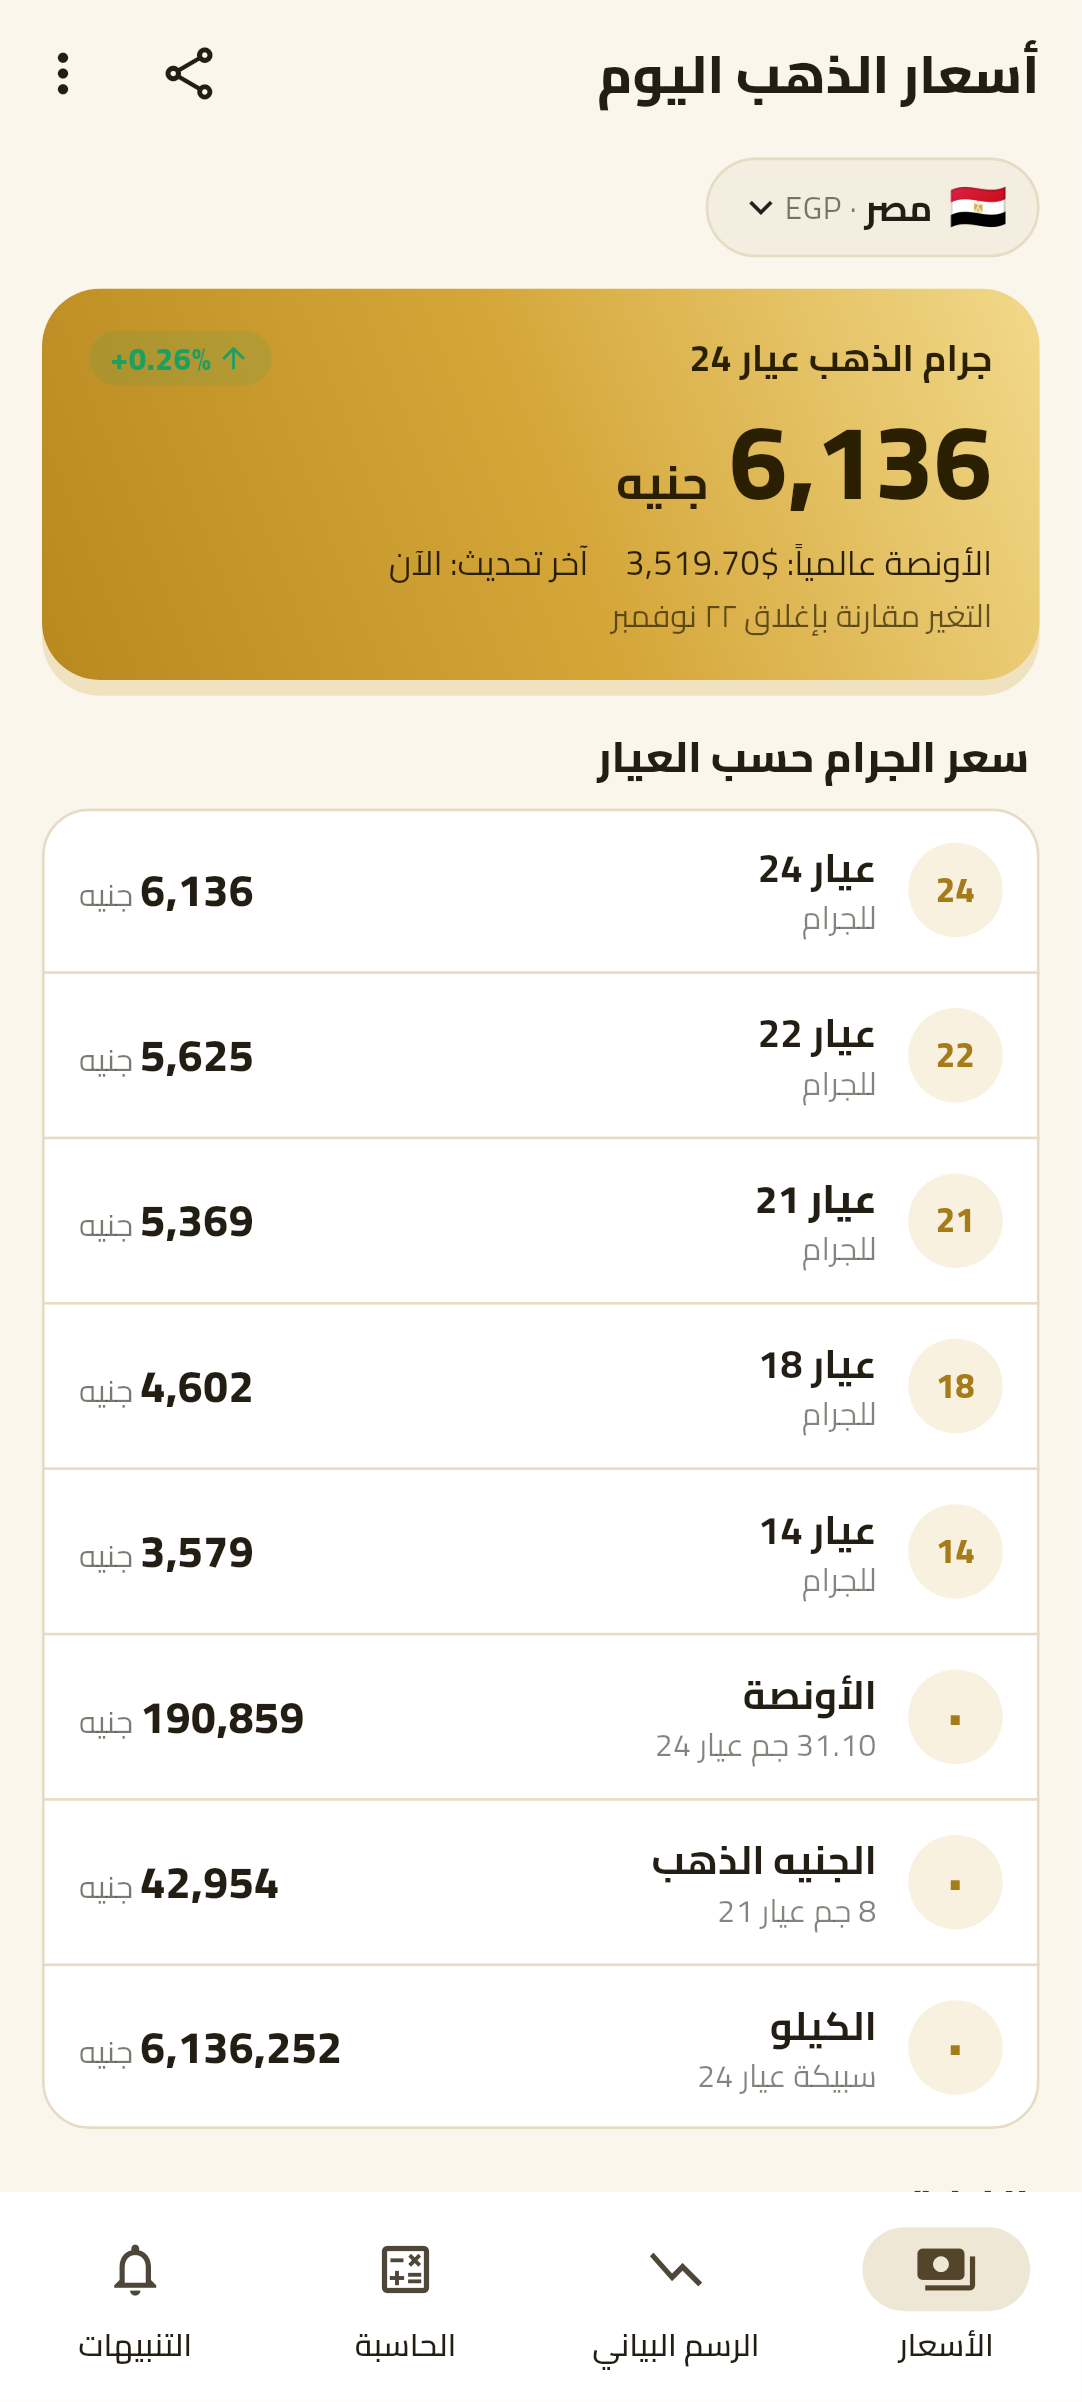 أسعار الذهب اليوم
مصر · EGP
جرام الذهب عيار 24
+0.26%
6,136 جنيه
الأونصة عالمياً: $3,519.70 آخر تحديث: الآن
التغير مقارنة بإغلاق ٢٢ نوفمبر
سعر الجرام حسب العيار
24
عيار 24
للجرام
6,136 جنيه
22
عيار 22
للجرام
5,625 جنيه
21
عيار 21
للجرام
5,369 جنيه
18
عيار 18
للجرام
4,602 جنيه
14
عيار 14
للجرام
3,579 جنيه
الأونصة
31.10 جم عيار 24
190,859 جنيه
الجنيه الذهب
8 جم عيار 21
42,954 جنيه
الكيلو
سبيكة عيار 24
6,136,252 جنيه
الأسعار
الرسم البياني
الحاسبة
التنبيهات